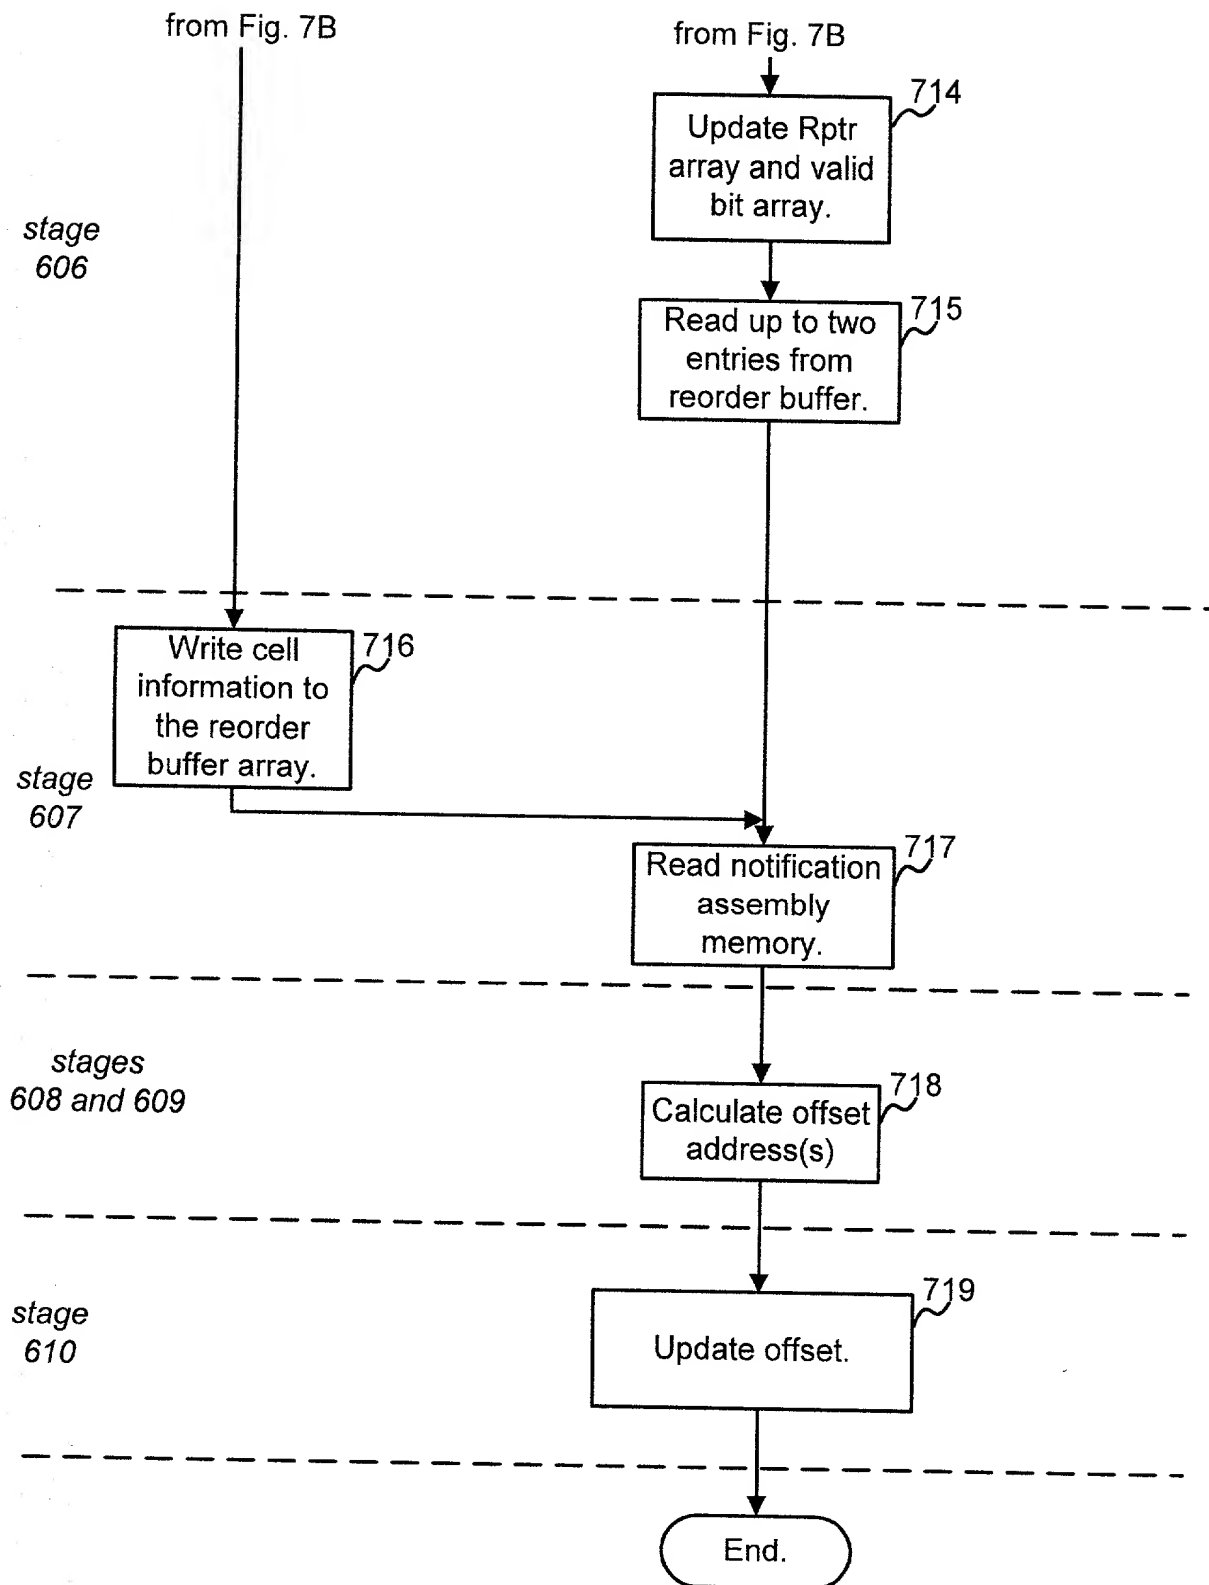 from Fig. 7B
from Fig. 7B
714
Update Rptr
array and valid
bit array.
stage
606
715
Read up to two
entries from
reorder buffer.
716
Write cell
information to
the reorder
buffer array.
stage
607
717
Read notification
assembly
memory.
stages
608 and 609
718
Calculate offset
address(s)
719
stage
610
Update offset.
End.